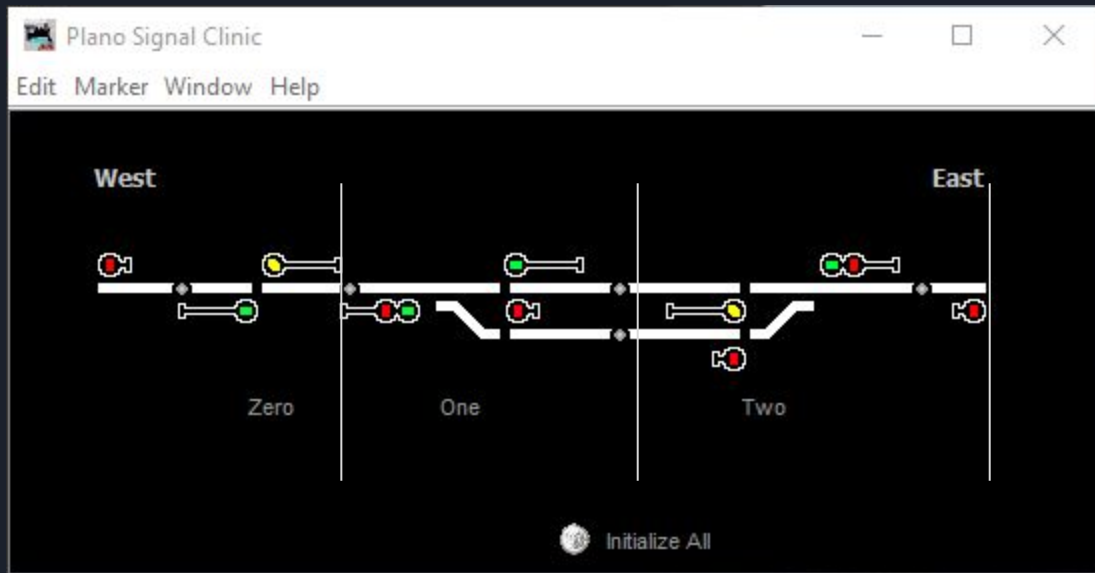 Plano Signal Clinic
Edit Marker Window Help
West East
Zero One Two
Initialize All